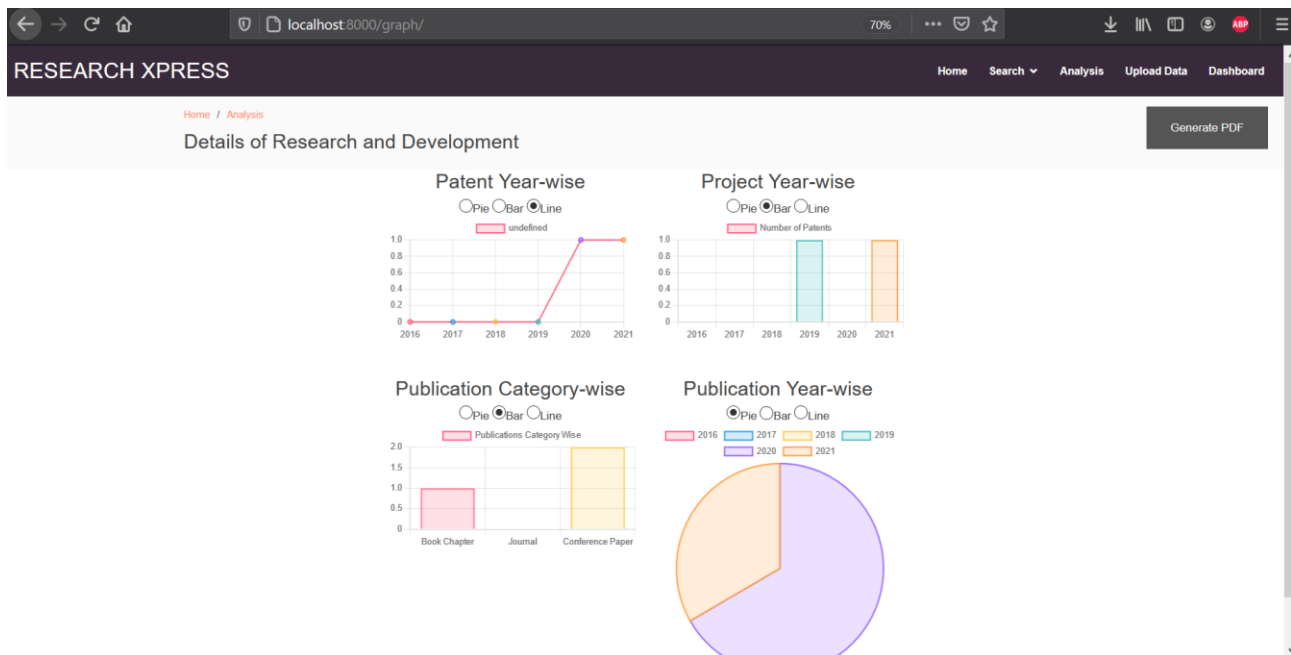 localhost:8000/graph/ 70%
ABP
RESEARCH XPRESS Home Search Analysis Upload Data Dashboard
Home / Analysis
Details of Research and Development
Generate PDF
Patent Year-wise
Pie Bar Line
undefined
1.0
0.8
0.6
0.4
0.2
0
2016 2017 2018 2019 2020 2021
Project Year-wise
Pie Bar Line
Number of Patents
1.0
0.8
0.6
0.4
0.2
0
2016 2017 2018 2019 2020 2021
Publication Category-wise
Pie Bar Line
Publications Category Wise
2.0
1.5
1.0
0.5
0
Book Chapter Journal Conference Paper
Publication Year-wise
Pie Bar Line
2016 2017 2018 2019
2020 2021